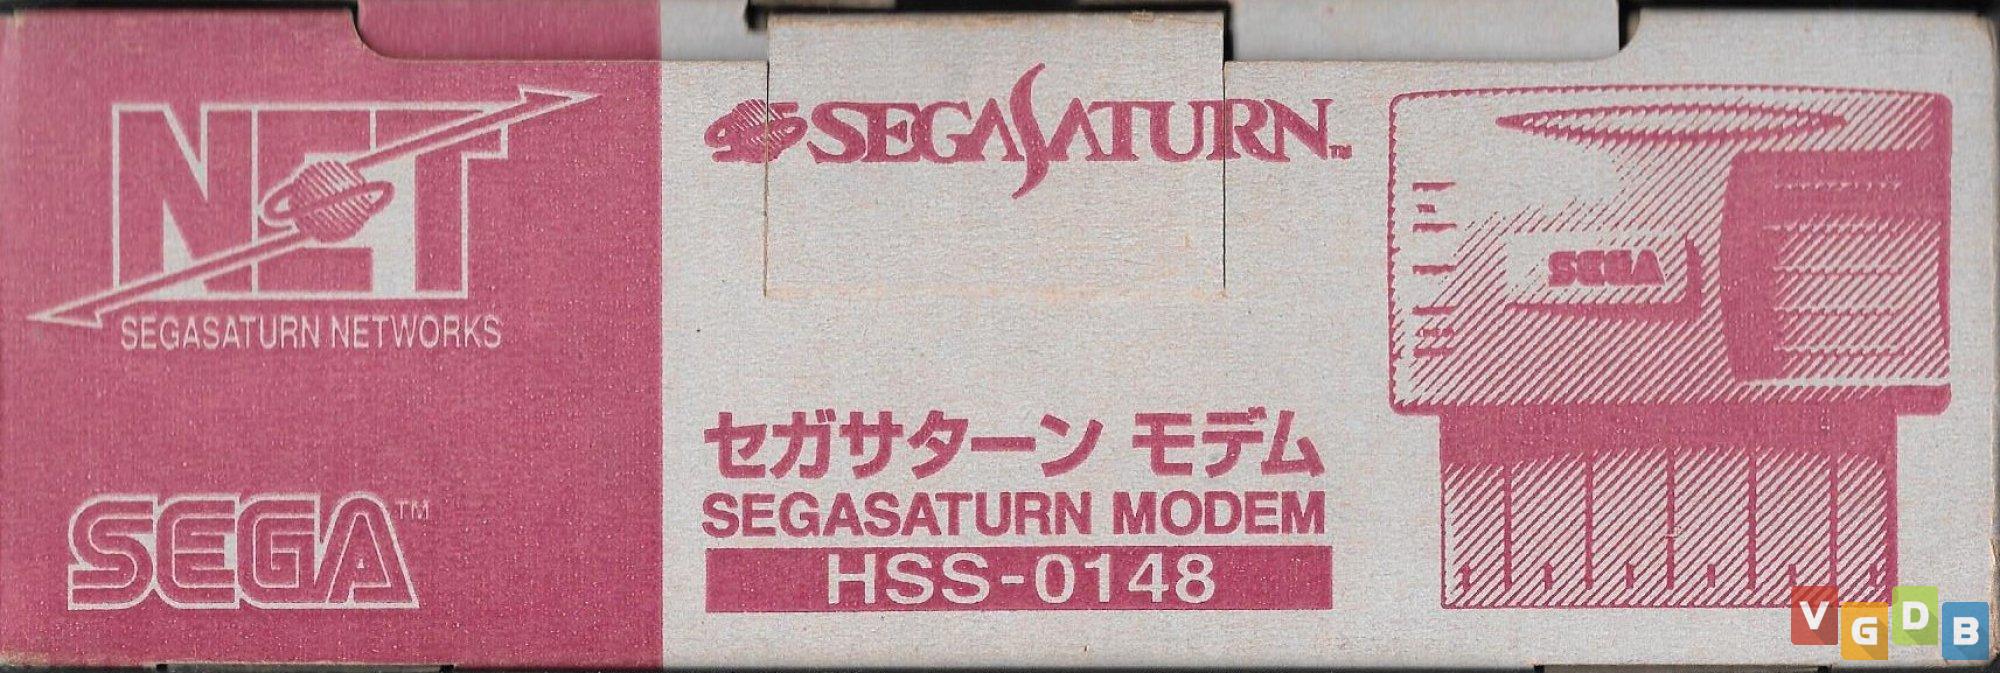 NET
SEGASATURN NETWORKS
SEGA™
SEGASATURN™
セガサターン モデム
SEGASATURN MODEM
HSS-0148
SEGA
VGDB